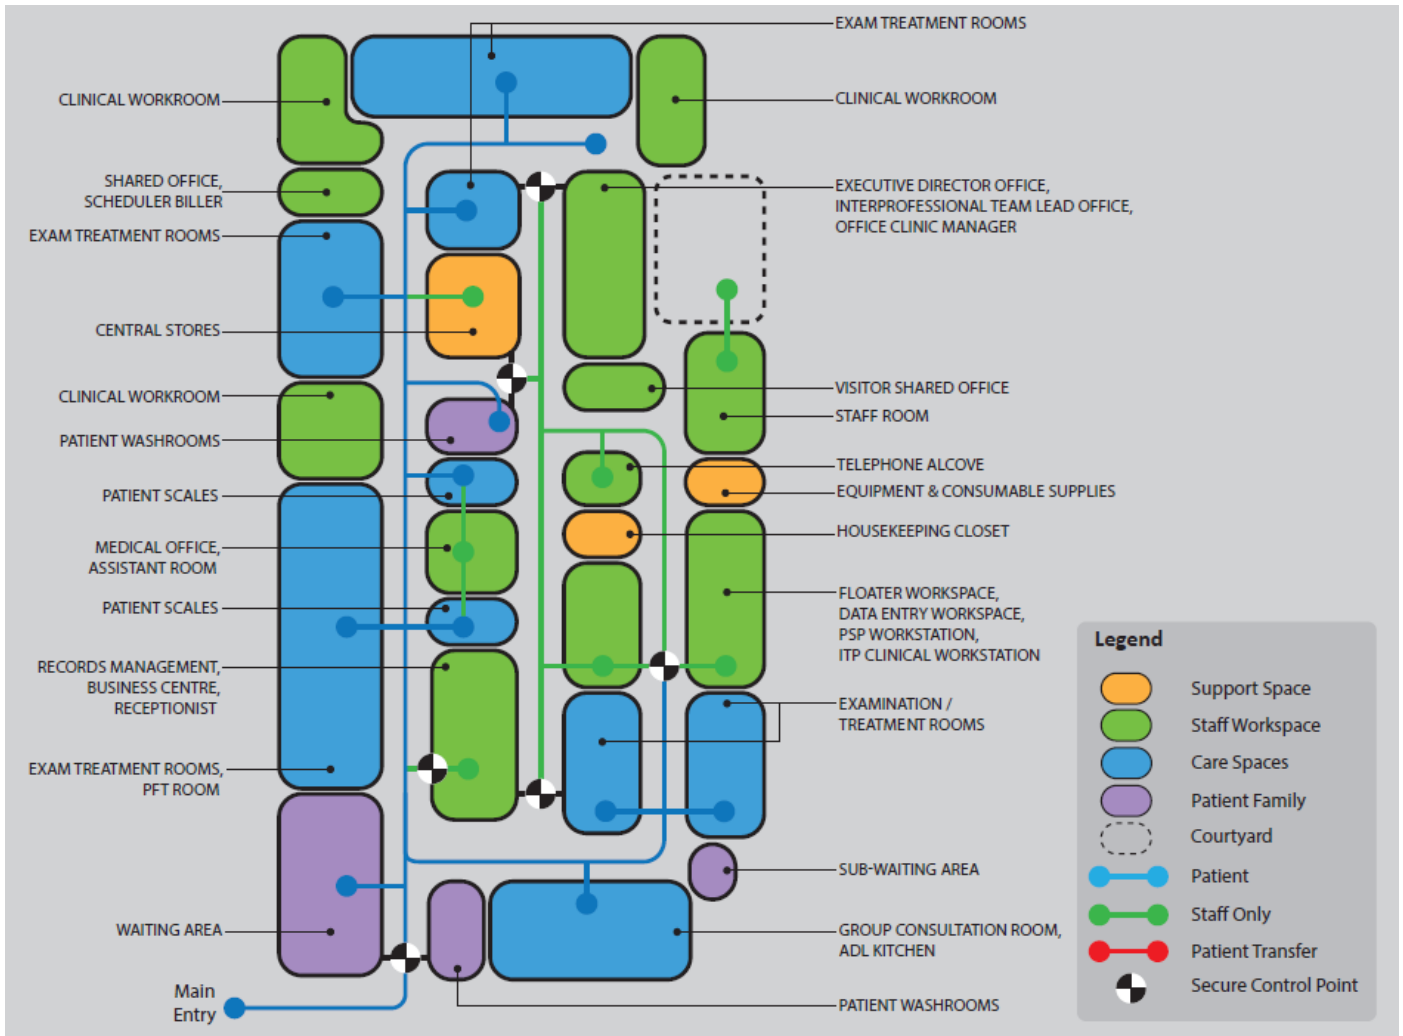 EXAM TREATMENT ROOMS
CLINICAL WORKROOM
CLINICAL WORKROOM
SHARED OFFICE,
SCHEDULER BILLER
EXECUTIVE DIRECTOR OFFICE,
INTERPROFESSIONAL TEAM LEAD OFFICE,
OFFICE CLINIC MANAGER
EXAM TREATMENT ROOMS
CENTRAL STORES
VISITOR SHARED OFFICE
CLINICAL WORKROOM
STAFF ROOM
PATIENT WASHROOMS
TELEPHONE ALCOVE
PATIENT SCALES
EQUIPMENT & CONSUMABLE SUPPLIES
HOUSEKEEPING CLOSET
MEDICAL OFFICE,
ASSISTANT ROOM
PATIENT SCALES
FLOATER WORKSPACE,
DATA ENTRY WORKSPACE,
PSP WORKSTATION,
ITP CLINICAL WORKSTATION
RECORDS MANAGEMENT,
BUSINESS CENTRE,
RECEPTIONIST
EXAMINATION /
TREATMENT ROOMS
EXAM TREATMENT ROOMS,
PFT ROOM
SUB-WAITING AREA
WAITING AREA
GROUP CONSULTATION ROOM,
ADL KITCHEN
Main
Entry
PATIENT WASHROOMS
Legend
Support Space
Staff Workspace
Care Spaces
Patient Family
Courtyard
Patient
Staff Only
Patient Transfer
Secure Control Point